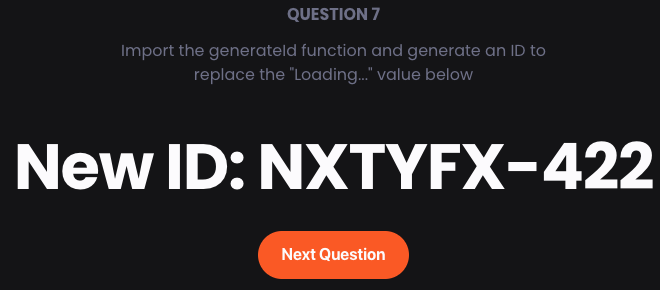 QUESTION 7
Import the generateId function and generate an ID to
replace the "Loading..." value below
New ID: NXTYFX-422
Next Question